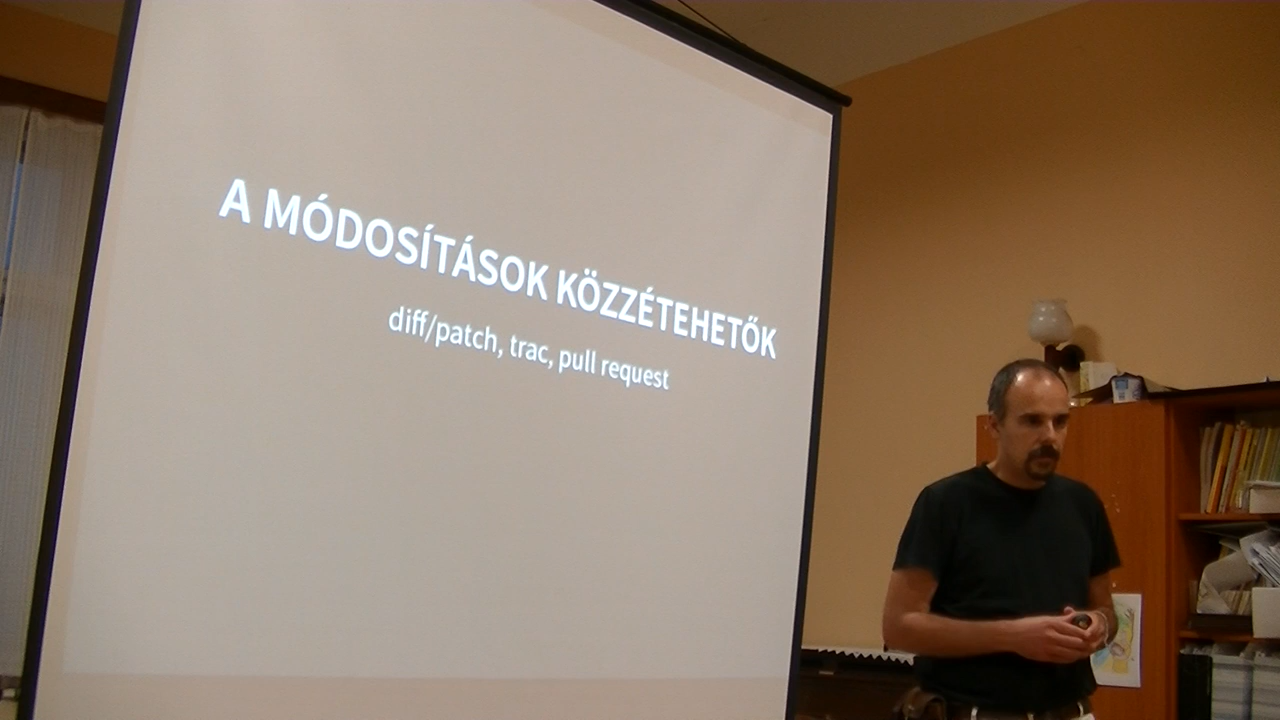 A MÓDOSÍTÁSOK KÖZZÉTEHETŐK
diff/patch, trac, pull request